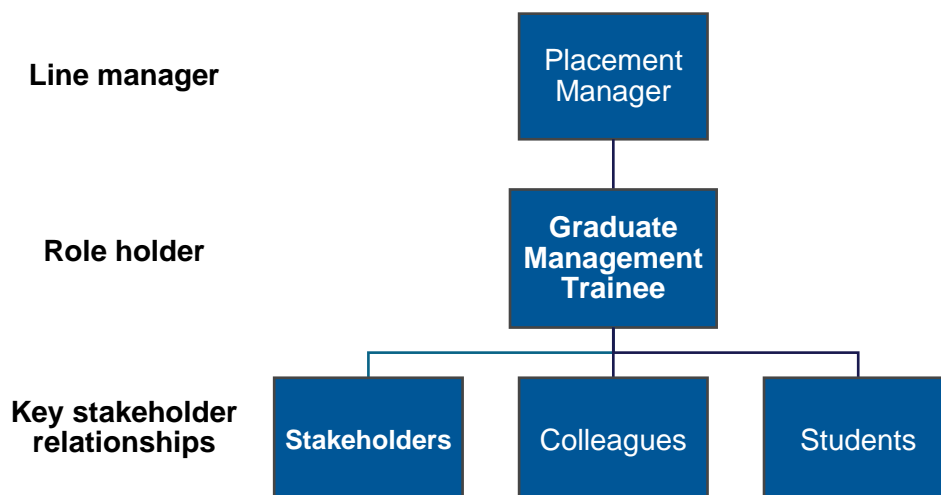 Line manager
Placement
Manager
Role holder
Graduate
Management
Trainee
Key stakeholder
relationships
Stakeholders
Colleagues
Students